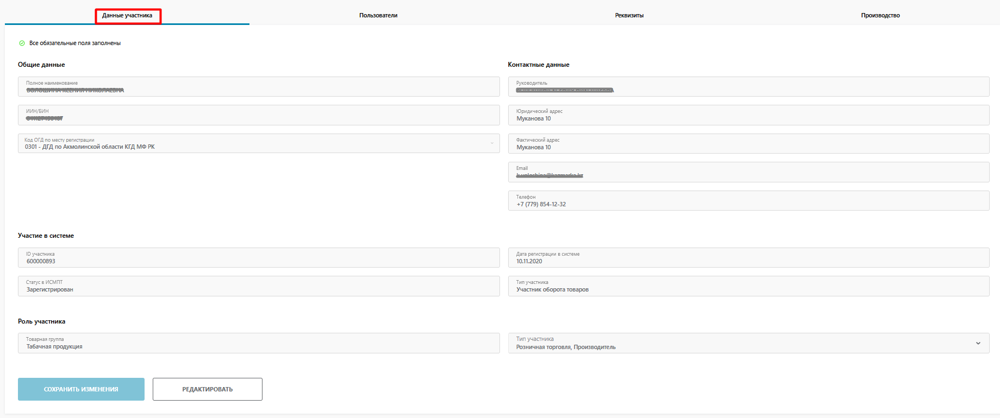 Данные участника
Пользователи
Реквизиты
Производство
Все обязательные поля заполнены
Общие данные
Контактные данные
Полное наименование
Руководитель
ИИН/БИН
Юридический адрес
Муканова 10
Код ОГД по месту регистрации
0301 - ДГД по Акмолинской области КГД МФ РК
Фактический адрес
Муканова 10
Email
Телефон
+7 (779) 854-12-32
Участие в системе
ID участника
600000893
Дата регистрации в системе
10.11.2020
Статус в ИСМПТ
Зарегистрирован
Тип участника
Участник оборота товаров
Роль участника
Товарная группа
Табачная продукция
Тип участника
Розничная торговля, Производитель
СОХРАНИТЬ ИЗМЕНЕНИЯ
РЕДАКТИРОВАТЬ